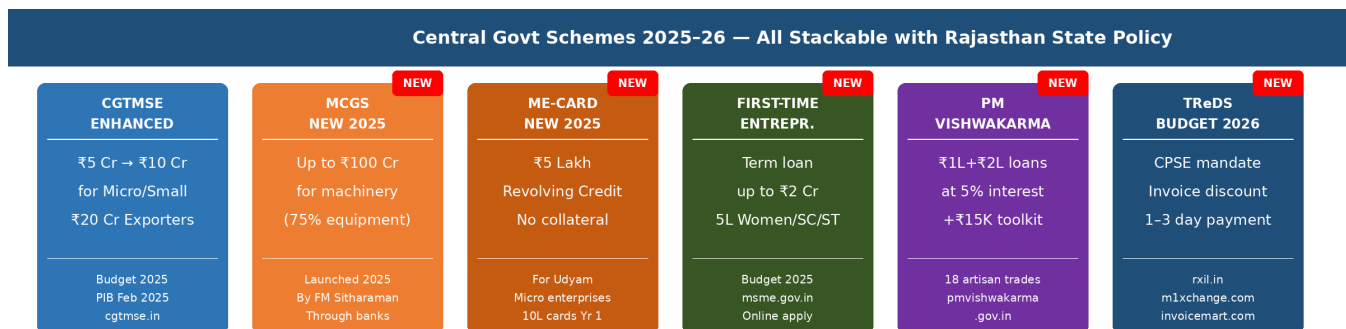 Central Govt Schemes 2025–26 — All Stackable with Rajasthan State Policy
CGTMSE
ENHANCED
₹5 Cr → ₹10 Cr
for Micro/Small
₹20 Cr Exporters
Budget 2025
PIB Feb 2025
cgtmse.in
NEW
MCGS
NEW 2025
Up to ₹100 Cr
for machinery
(75% equipment)
Launched 2025
By FM Sitharaman
Through banks
NEW
ME-CARD
NEW 2025
₹5 Lakh
Revolving Credit
No collateral
For Udyam
Micro enterprises
10L cards Yr 1
NEW
FIRST-TIME
ENTREPR.
Term loan
up to ₹2 Cr
5L Women/SC/ST
Budget 2025
msme.gov.in
Online apply
NEW
PM
VISHWAKARMA
₹1L+₹2L loans
at 5% interest
+₹15K toolkit
18 artisan trades
pmvishwakarma
.gov.in
NEW
TReDS
BUDGET 2026
CPSE mandate
Invoice discount
1–3 day payment
rxil.in
m1xchange.com
invoicemart.com